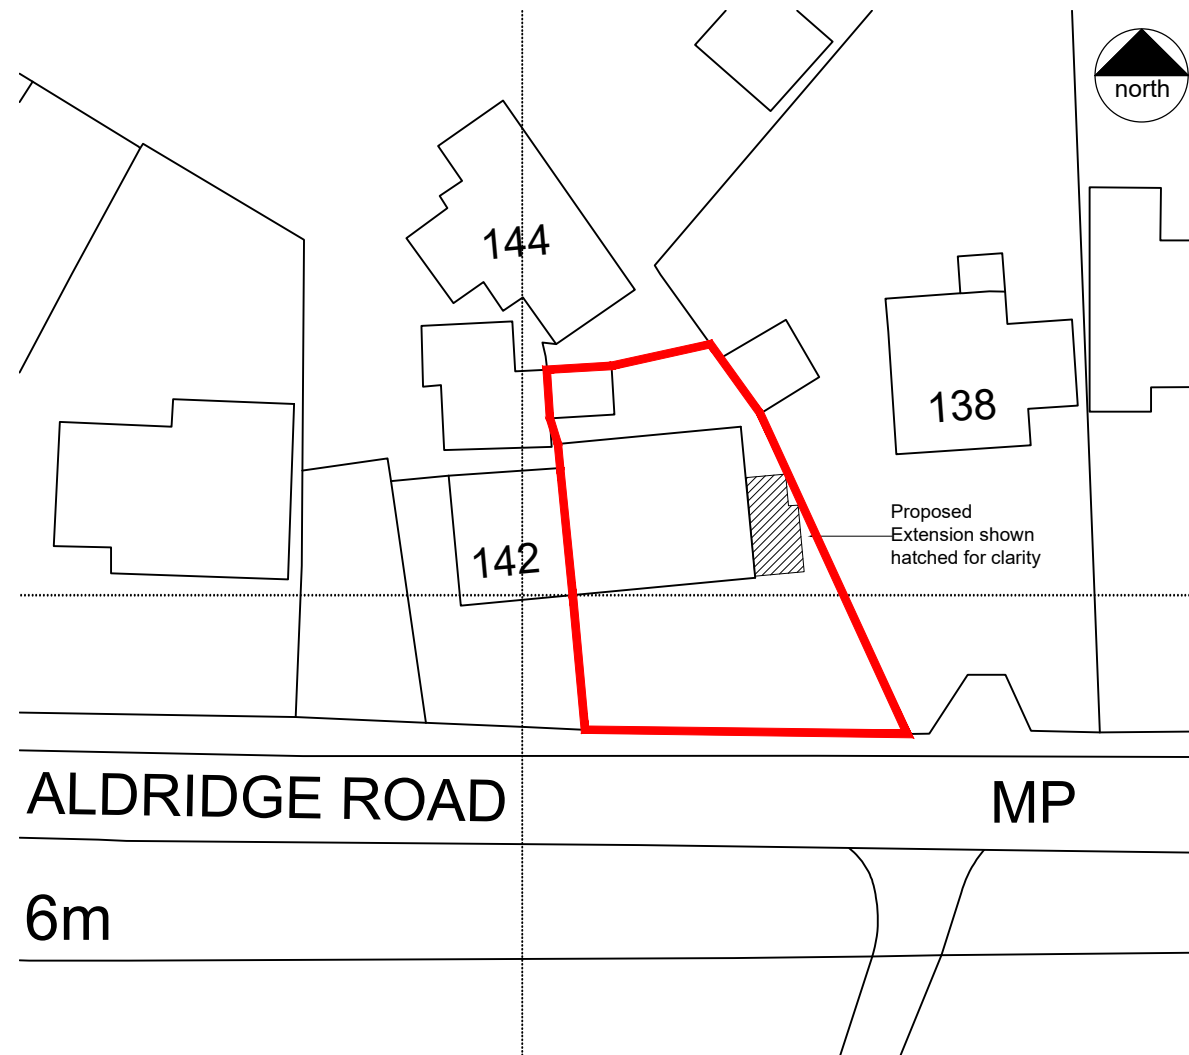 north
144
138
Proposed
Extension shown
hatched for clarity
142
ALDRIDGE ROAD
MP
6m